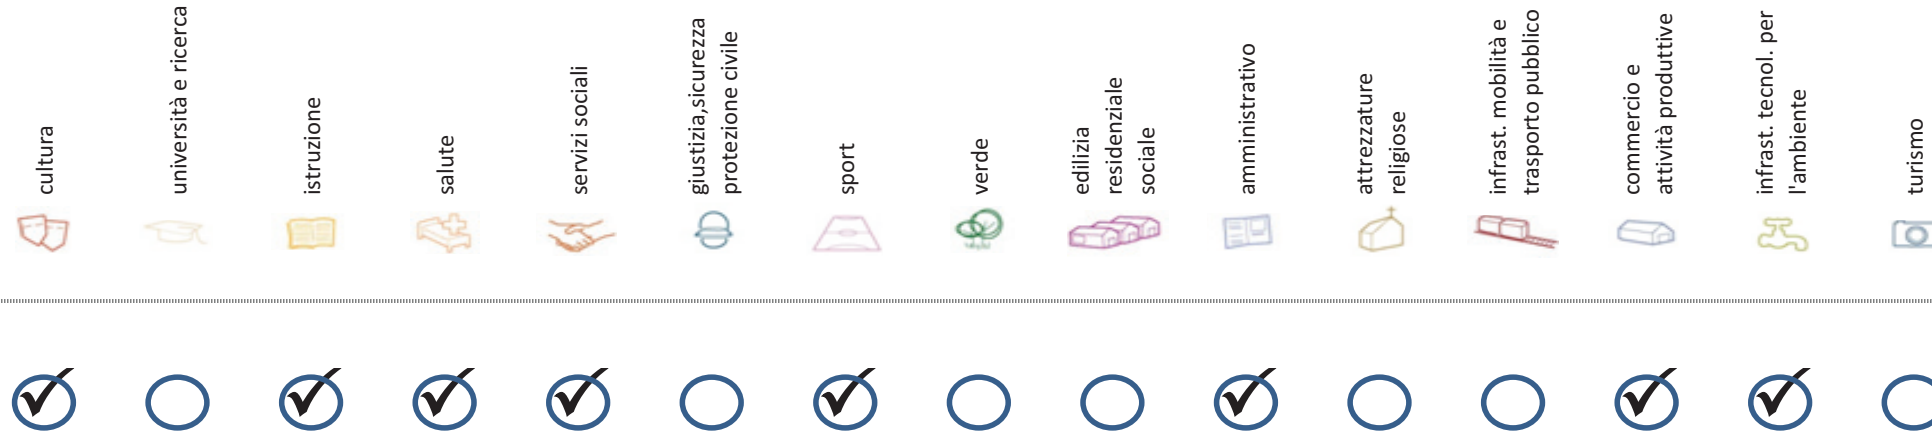 cultura
università e ricerca
istruzione
salute
servizi sociali
giustizia,sicurezza
protezione civile
sport
verde
edilizia
residenziale
sociale
amministrativo
attrezzature
religiose
infrast. mobilità e
trasporto pubblico
commercio e
attività produttive
infrast. tecnol. per
l'ambiente
turismo